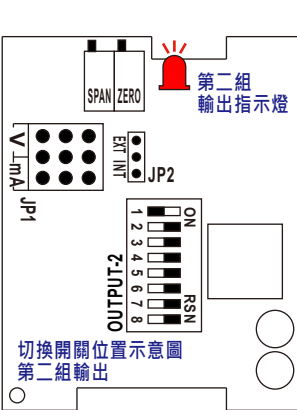 SPAN ZERO
第二組
輸出指示燈
V mA
JP1
EXT INT
JP2
OUTPUT-2
1 2 3 4 5 6 7 8
ON
RSN
切換開關位置示意圖
第二組輸出